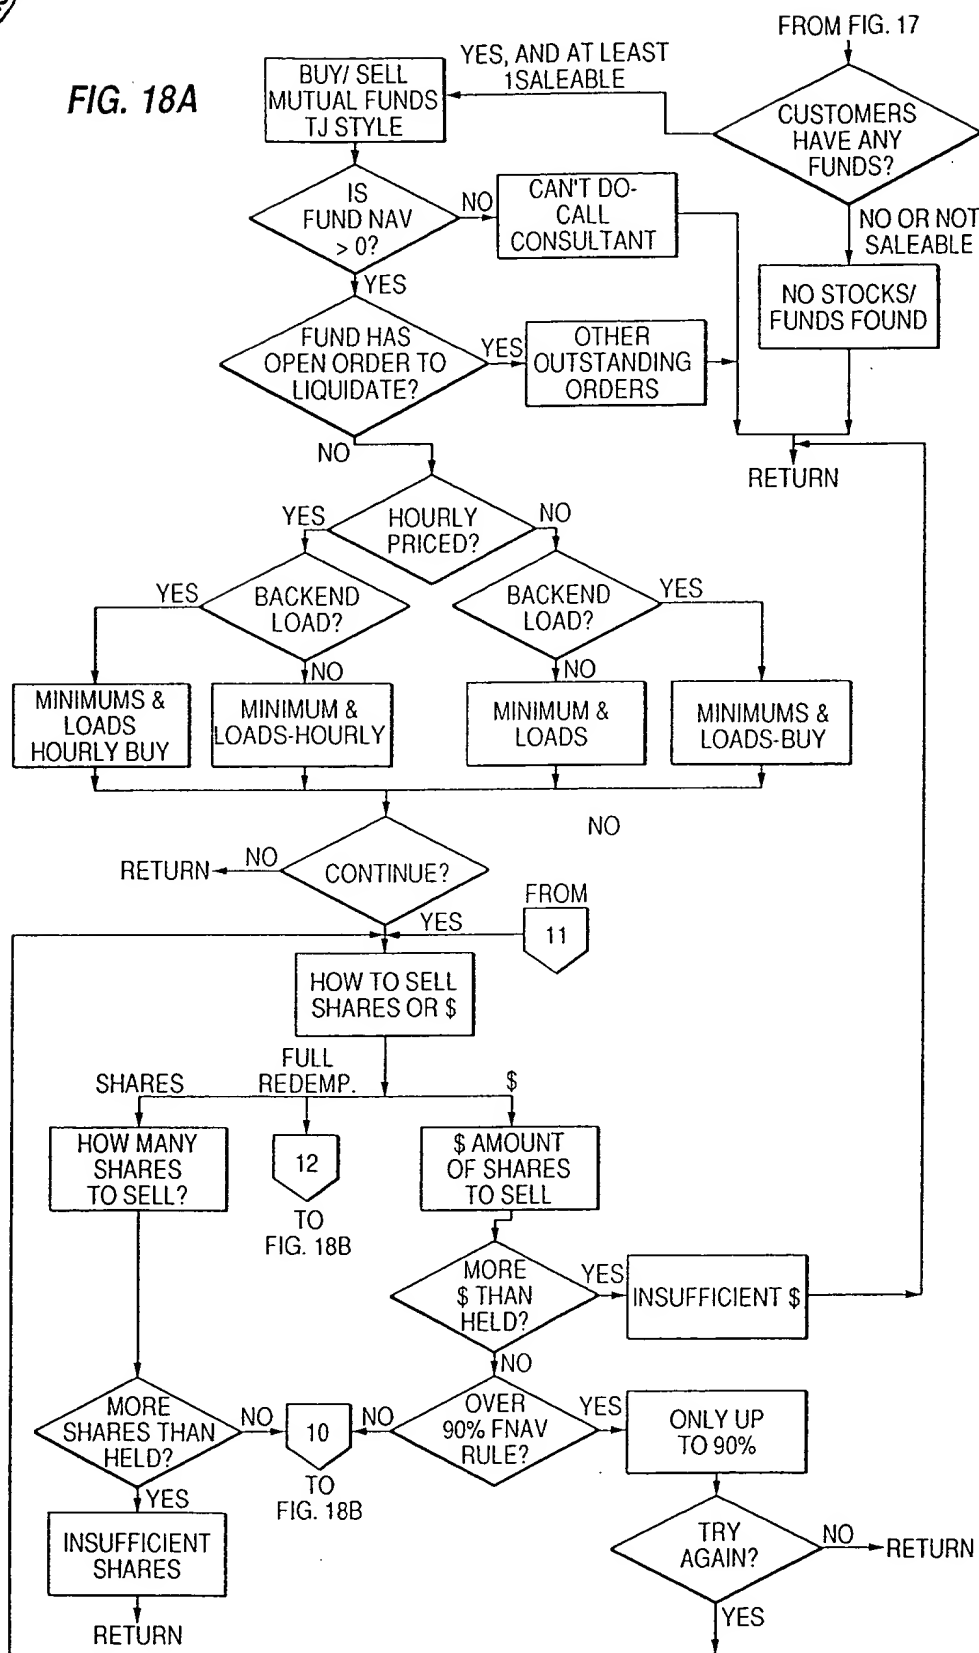 FROM FIG. 17
FIG. 18A
BUY/ SELL
MUTUAL FUNDS
TJ STYLE
YES, AND AT LEAST
1SALEABLE
CUSTOMERS
HAVE ANY
FUNDS?
IS
FUND NAV
> 0?
NO
CAN'T DO-
CALL
CONSULTANT
NO OR NOT
SALEABLE
NO STOCKS/
FUNDS FOUND
YES
FUND HAS
OPEN ORDER TO
LIQUIDATE?
YES
OTHER
OUTSTANDING
ORDERS
NO
RETURN
YES
HOURLY
PRICED?
NO
YES
BACKEND
LOAD?
BACKEND
LOAD?
YES
NO
NO
MINIMUMS &
LOADS
HOURLY BUY
MINIMUM &
LOADS-HOURLY
MINIMUM &
LOADS
MINIMUMS &
LOADS-BUY
NO
RETURN
NO
CONTINUE?
YES
FROM
11
HOW TO SELL
SHARES OR $
SHARES
FULL
REDEMP.
$
HOW MANY
SHARES
TO SELL?
12
TO
FIG. 18B
$ AMOUNT
OF SHARES
TO SELL
MORE
$ THAN
HELD?
YES
INSUFFICIENT $
NO
MORE
SHARES THAN
HELD?
NO
10
TO
FIG. 18B
NO
OVER
90% FNAV
RULE?
YES
ONLY UP
TO 90%
YES
INSUFFICIENT
SHARES
RETURN
TRY
AGAIN?
NO
RETURN
YES